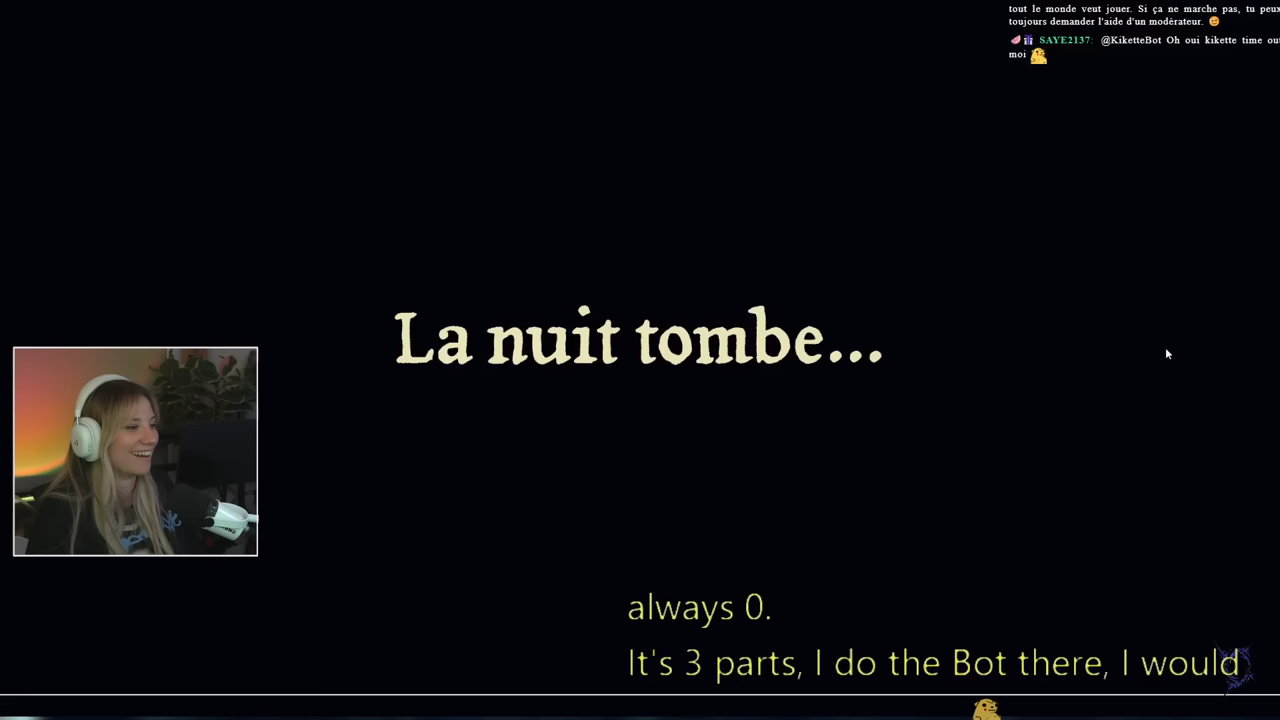 tout le monde veut jouer. Si ça ne marche pas, tu peux
toujours demander l'aide d'un modérateur.
SAYE2137: @KiketteBot Oh oui kikette time out
moi
La nuit tombe...
always 0.
It's 3 parts, I do the Bot there, I would